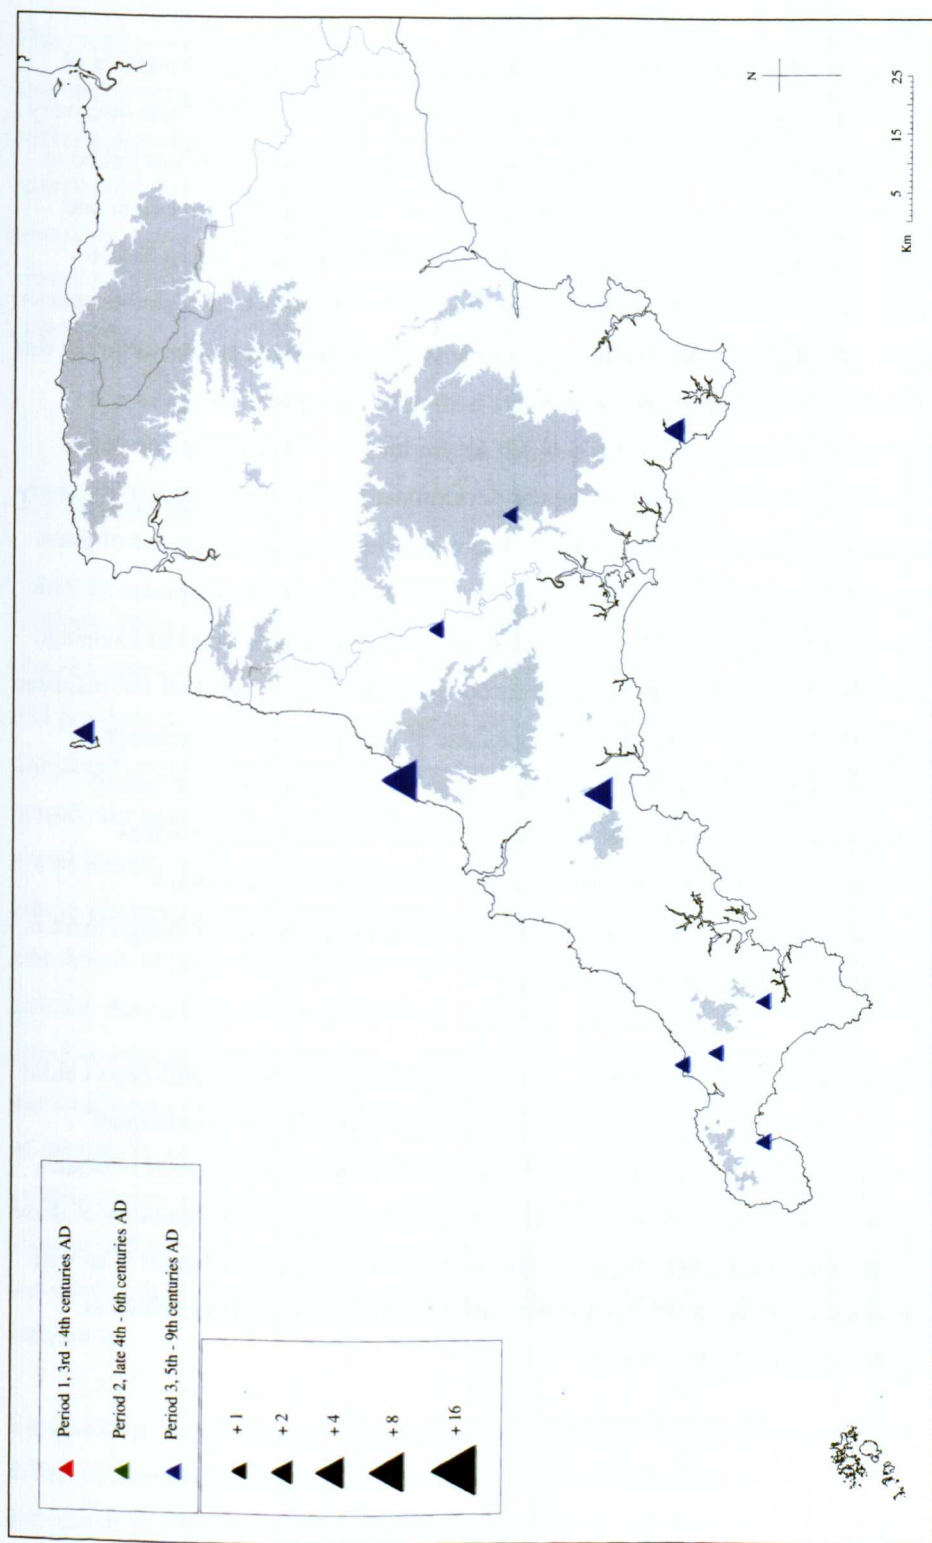 Period 1, 3rd - 4th centuries AD
Period 2, late 4th - 6th centuries AD
Period 3, 5th - 9th centuries AD
+ 1
+ 2
+ 4
+ 8
+ 16
N
Km
5
15
25